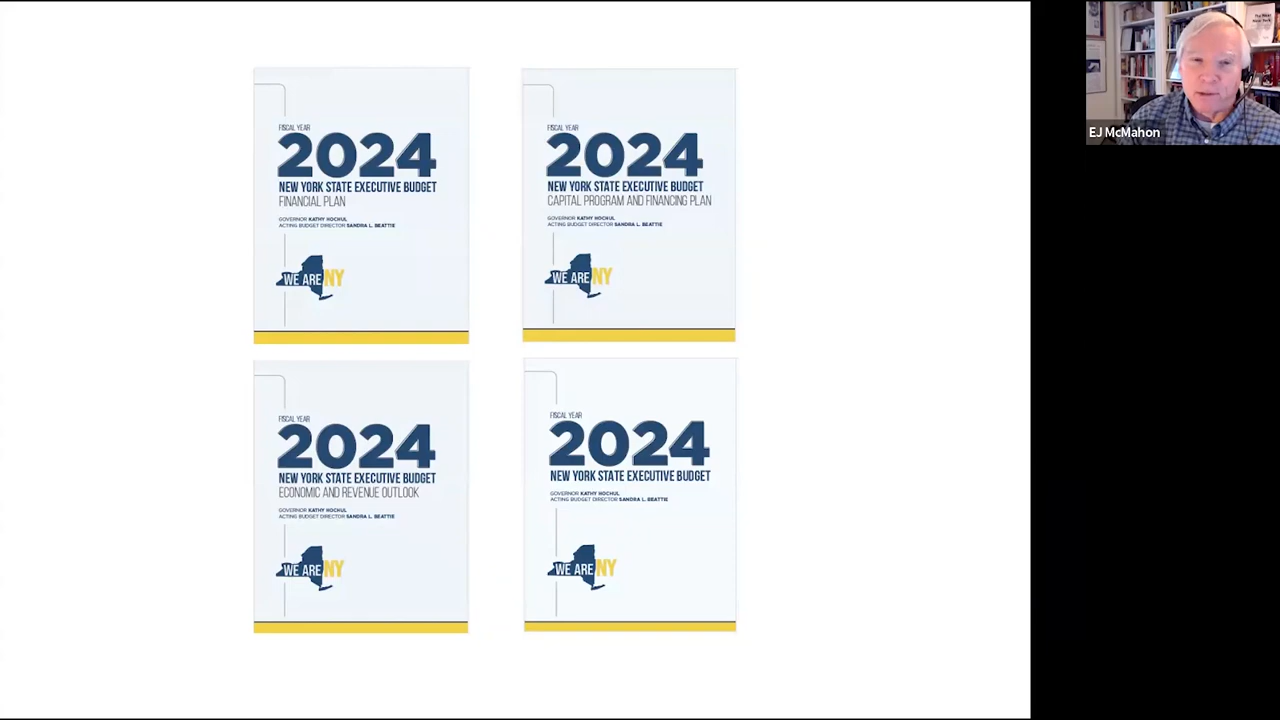 FISCAL YEAR
2024
NEW YORK STATE EXECUTIVE BUDGET
FINANCIAL PLAN
GOVERNOR KATHY HOCHUL
ACTING BUDGET DIRECTOR SANDRA L. BEATTIE
WE ARE NY
FISCAL YEAR
2024
NEW YORK STATE EXECUTIVE BUDGET
CAPITAL PROGRAM AND FINANCING PLAN
GOVERNOR KATHY HOCHUL
ACTING BUDGET DIRECTOR SANDRA L. BEATTIE
WE ARE NY
FISCAL YEAR
2024
NEW YORK STATE EXECUTIVE BUDGET
ECONOMIC AND REVENUE OUTLOOK
GOVERNOR KATHY HOCHUL
ACTING BUDGET DIRECTOR SANDRA L. BEATTIE
WE ARE NY
FISCAL YEAR
2024
NEW YORK STATE EXECUTIVE BUDGET
GOVERNOR KATHY HOCHUL
ACTING BUDGET DIRECTOR SANDRA L. BEATTIE
WE ARE NY
EJ McMahon